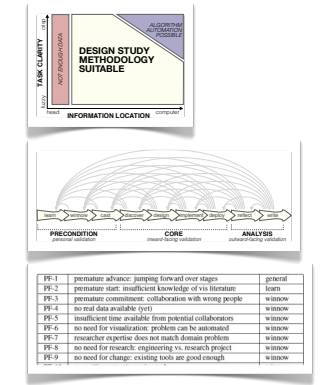 ALGORITHM
AUTOMATION
POSSIBLE
DESIGN STUDY
METHODOLOGY
SUITABLE
NOT ENOUGH DATA
TASK CLARITY
fuzzy
crisp
head
INFORMATION LOCATION
computer
learn winnow cast discover design implement deploy reflect write
PRECONDITION CORE ANALYSIS
personal validation inward-facing validation outward-facing validation
PF-1 premature advance: jumping forward over stages general
PF-2 premature start: insufficient knowledge of vis literature learn
PF-3 premature commitment: collaboration with wrong people winnow
PF-4 no real data available (yet) winnow
PF-5 insufficient time available from potential collaborators winnow
PF-6 no need for visualization: problem can be automated winnow
PF-7 researcher expertise does not match domain problem winnow
PF-8 no need for research: engineering vs. research project winnow
PF-9 no need for change: existing tools are good enough winnow